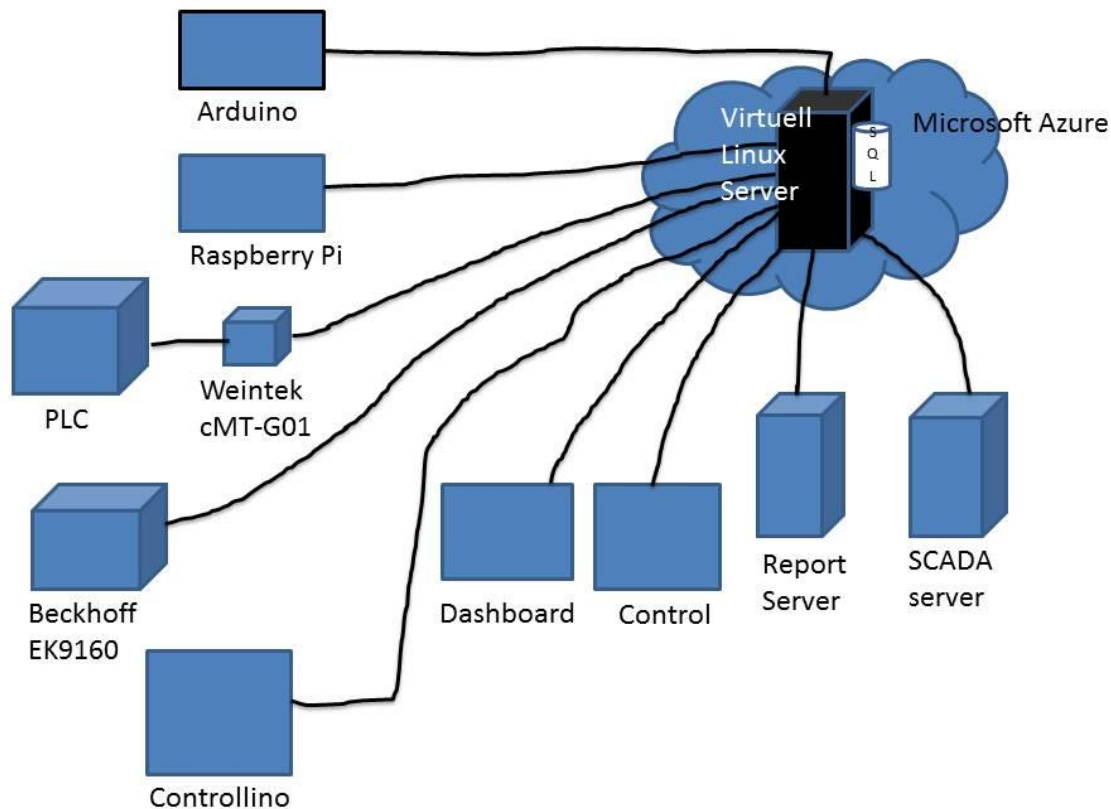 Arduino
Virtuell
Linux
Server
S
Q
L
Microsoft Azure
Raspberry Pi
PLC
Weintek
cMT-G01
Beckhoff
EK9160
Controllino
Dashboard
Control
Report
Server
SCADA
server